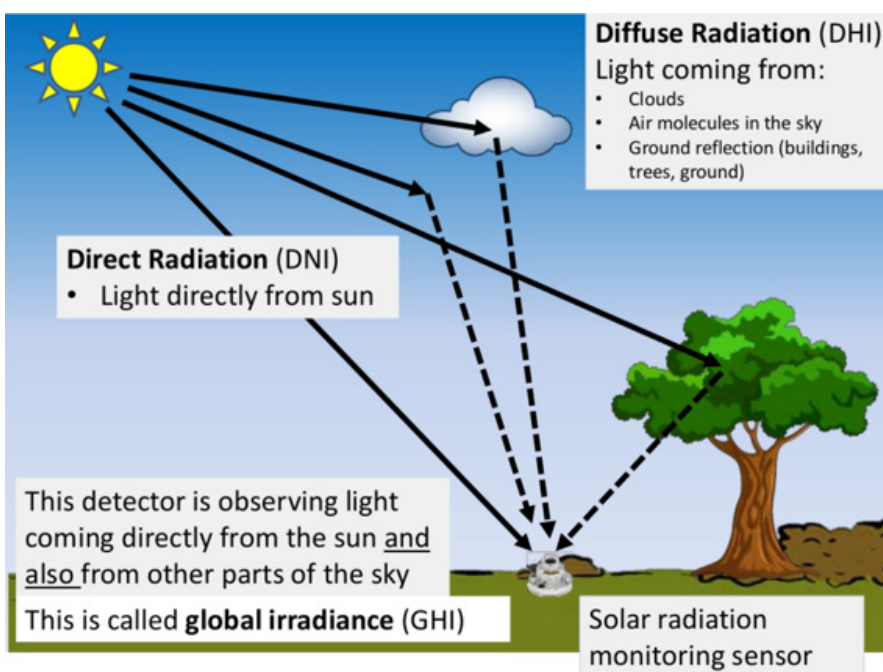 Diffuse Radiation (DHI)
Light coming from:
• Clouds
• Air molecules in the sky
• Ground reflection (buildings,
trees, ground)
Direct Radiation (DNI)
• Light directly from sun
This detector is observing light
coming directly from the sun and
also from other parts of the sky
This is called global irradiance (GHI)
Solar radiation
monitoring sensor